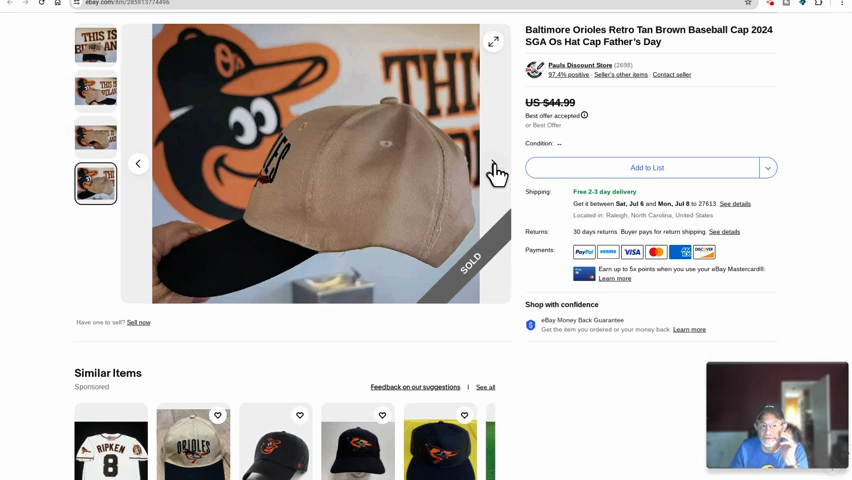 ebay.com/itm/285913774496
Baltimore Orioles Retro Tan Brown Baseball Cap 2024
SGA Os Hat Cap Father's Day
Pauls Discount Store (2698)
97.4% positive · Seller's other items · Contact seller
US $44.99
Best offer accepted
or Best Offer
Condition: --
Add to List
Shipping: Free 2-3 day delivery
Get it between Sat, Jul 6 and Mon, Jul 8 to 27613. See details
Located in: Raleigh, North Carolina, United States
Returns: 30 days returns. Buyer pays for return shipping. See details
Payments: PayPal venmo VISA DISCOVER
Earn up to 5x points when you use your eBay Mastercard®.
Learn more
Shop with confidence
eBay Money Back Guarantee
Get the item you ordered or your money back. Learn more
THIS IS
THI
SOLD
Have one to sell? Sell now
Similar Items
Sponsored
Feedback on our suggestions | See all
RIPKEN
8
ORIOLES